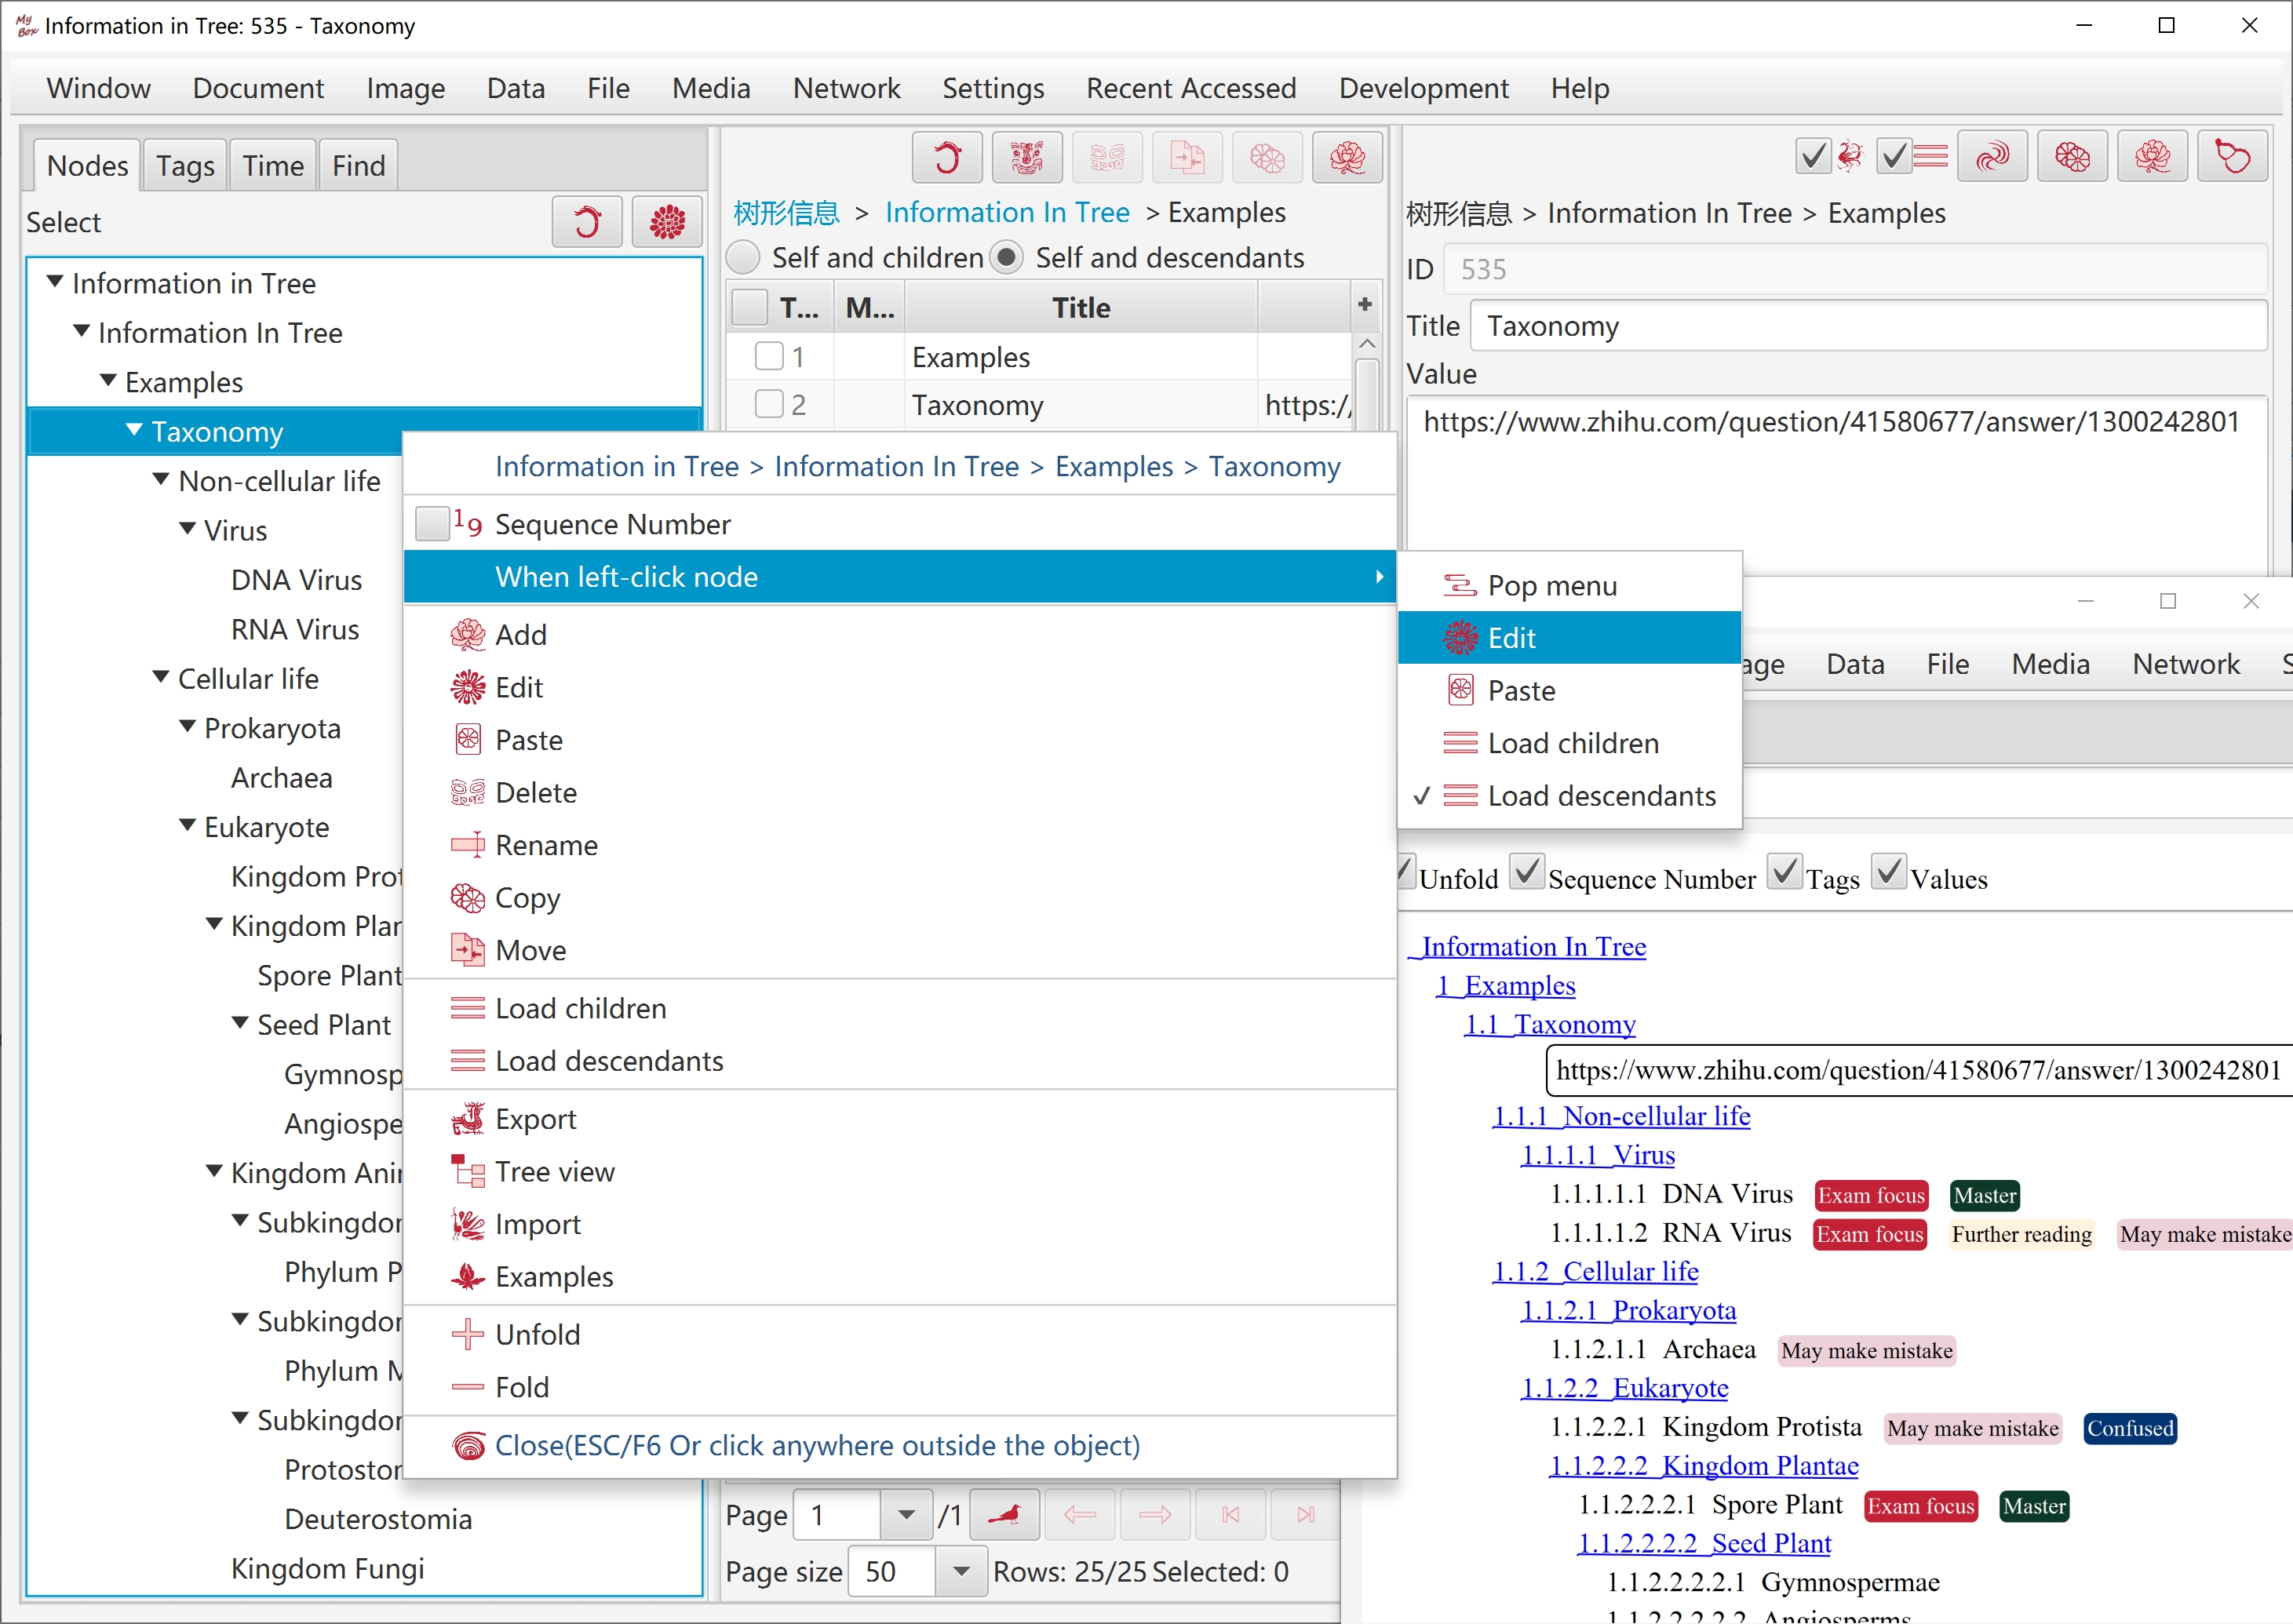 My Box Information in Tree: 535 - Taxonomy
Window Document Image Data File Media Network Settings Recent Accessed Development Help
Nodes Tags Time Find
Select
Information in Tree
Information In Tree
Examples
Taxonomy
Non-cellular life
Virus
DNA Virus
RNA Virus
Cellular life
Prokaryota
Archaea
Eukaryote
Kingdom Prot
Kingdom Plan
Spore Plant
Seed Plant
Gymnosp
Angiospe
Kingdom Ani
Subkingdo
Phylum P
Subkingdo
Phylum M
Subkingdo
Protosto
Deuterostomia
Kingdom Fungi
树形信息 > Information In Tree > Examples
Self and children Self and descendants
T... M... Title +
1 Examples
2 Taxonomy https:/
Information in Tree > Information In Tree > Examples > Taxonomy
19 Sequence Number
When left-click node
Add
Edit
Paste
Delete
Rename
Copy
Move
Load children
Load descendants
Export
Tree view
Import
Examples
Unfold
Fold
Close(ESC/F6 Or click anywhere outside the object)
Pop menu
Edit
Paste
Load children
Load descendants
Page 1 /1
Page size 50 Rows: 25/25 Selected: 0
树形信息 > Information In Tree > Examples
ID 535
Title Taxonomy
Value
https://www.zhihu.com/question/41580677/answer/1300242801
age Data File Media Network S
Unfold Sequence Number Tags Values
Information In Tree
1 Examples
1.1 Taxonomy
https://www.zhihu.com/question/41580677/answer/1300242801
1.1.1 Non-cellular life
1.1.1.1 Virus
1.1.1.1.1 DNA Virus Exam focus Master
1.1.1.1.2 RNA Virus Exam focus Further reading May make mistake
1.1.2 Cellular life
1.1.2.1 Prokaryota
1.1.2.1.1 Archaea May make mistake
1.1.2.2 Eukaryote
1.1.2.2.1 Kingdom Protista May make mistake Confused
1.1.2.2.2 Kingdom Plantae
1.1.2.2.2.1 Spore Plant Exam focus Master
1.1.2.2.2.2 Seed Plant
1.1.2.2.2.2.1 Gymnospermae
1.1.2.2.2.2.2 Angiosperms